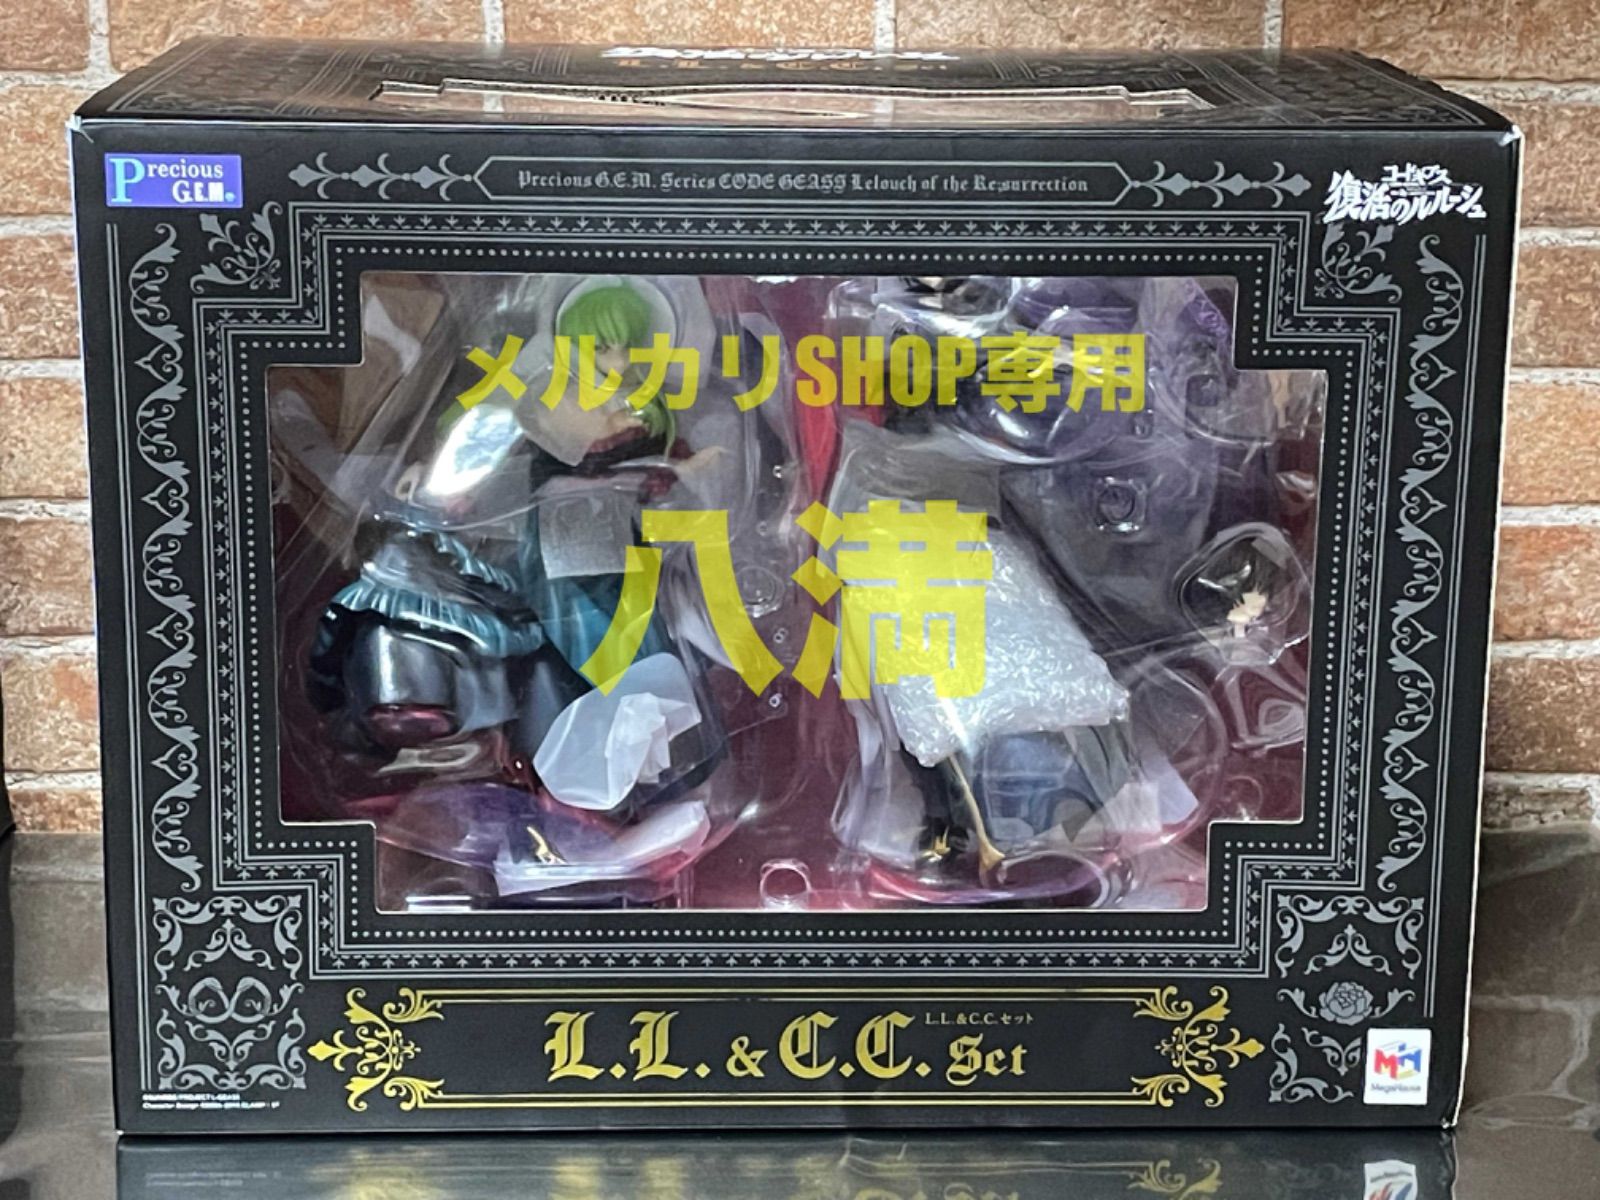 L.L. & C.C. Set
Precious G.E.M.
Precious G.E.M. Series CODE GEASS Lelouch of the Re;surrection
コードギアス
復活のルルーシュ
メルカリSHOP専用
八満
L.L.&C.C.セット
L.L. & C.C. Set
MegaHouse